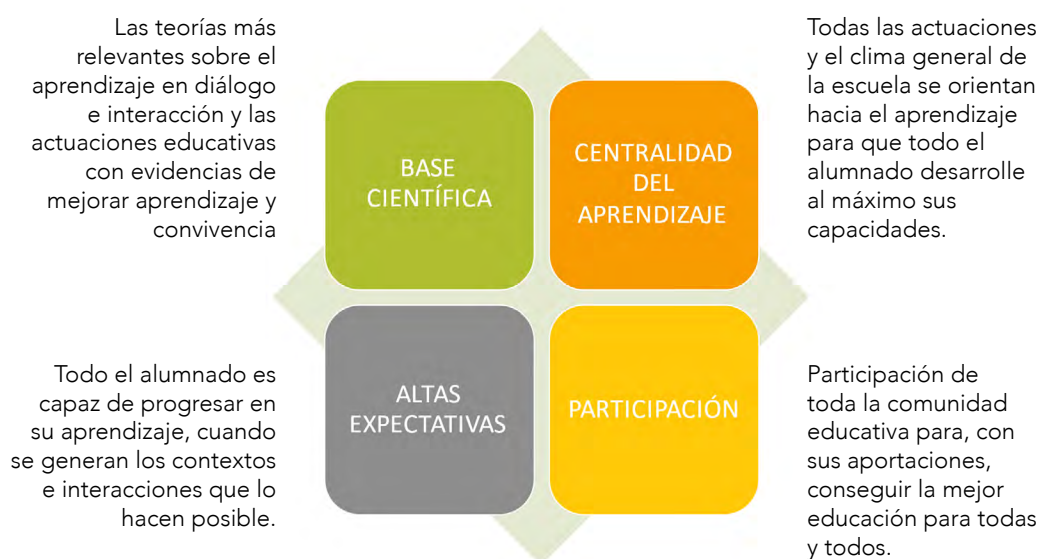 Las teorías más
relevantes sobre el
aprendizaje en diálogo
e interacción y las
actuaciones educativas
con evidencias de
mejorar aprendizaje y
convivencia
BASE
CIENTÍFICA
CENTRALIDAD
DEL
APRENDIZAJE
Todas las actuaciones
y el clima general de
la escuela se orientan
hacia el aprendizaje
para que todo el
alumnado desarrolle
al máximo sus
capacidades.
Todo el alumnado es
capaz de progresar en
su aprendizaje, cuando
se generan los contextos
e interacciones que lo
hacen posible.
ALTAS
EXPECTATIVAS
PARTICIPACIÓN
Participación de
toda la comunidad
educativa para, con
sus aportaciones,
conseguir la mejor
educación para todas
y todos.